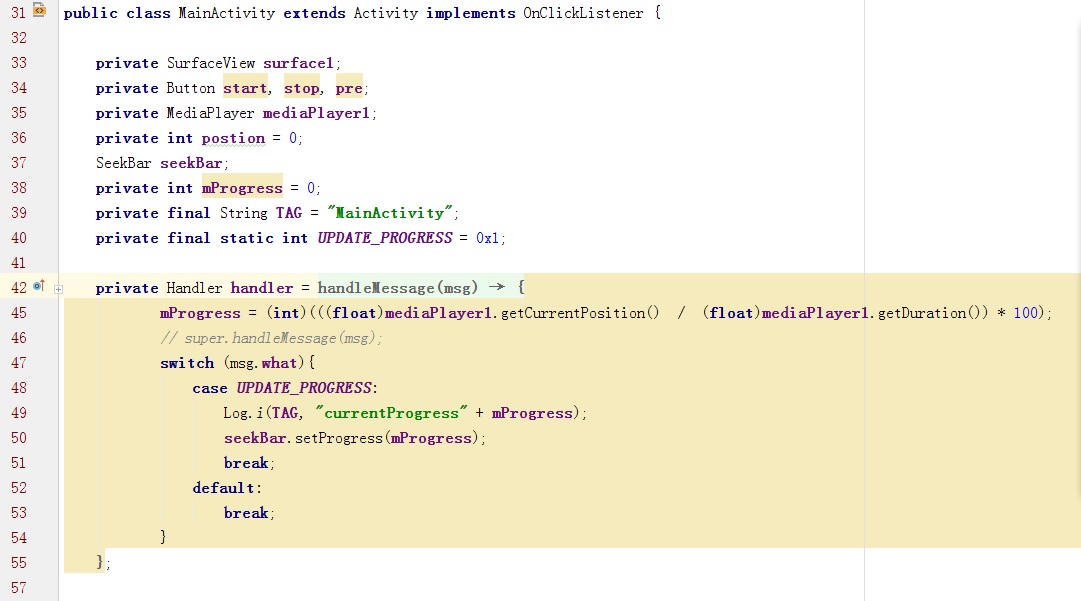 31 public class MainActivity extends Activity implements OnClickListener {
32
33 private SurfaceView surface1;
34 private Button start, stop, pre;
35 private MediaPlayer mediaPlayer1;
36 private int postion = 0;
37 SeekBar seekBar;
38 private int mProgress = 0;
39 private final String TAG = "MainActivity";
40 private final static int UPDATE_PROGRESS = 0x1;
41
42 private Handler handler = handleMessage(msg) → {
45 mProgress = (int)(((float)mediaPlayer1.getCurrentPosition() / (float)mediaPlayer1.getDuration()) * 100);
46 // super.handleMessage(msg);
47 switch (msg.what){
48 case UPDATE_PROGRESS:
49 Log.i(TAG, "currentProgress" + mProgress);
50 seekBar.setProgress(mProgress);
51 break;
52 default:
53 break;
54 }
55 };
57